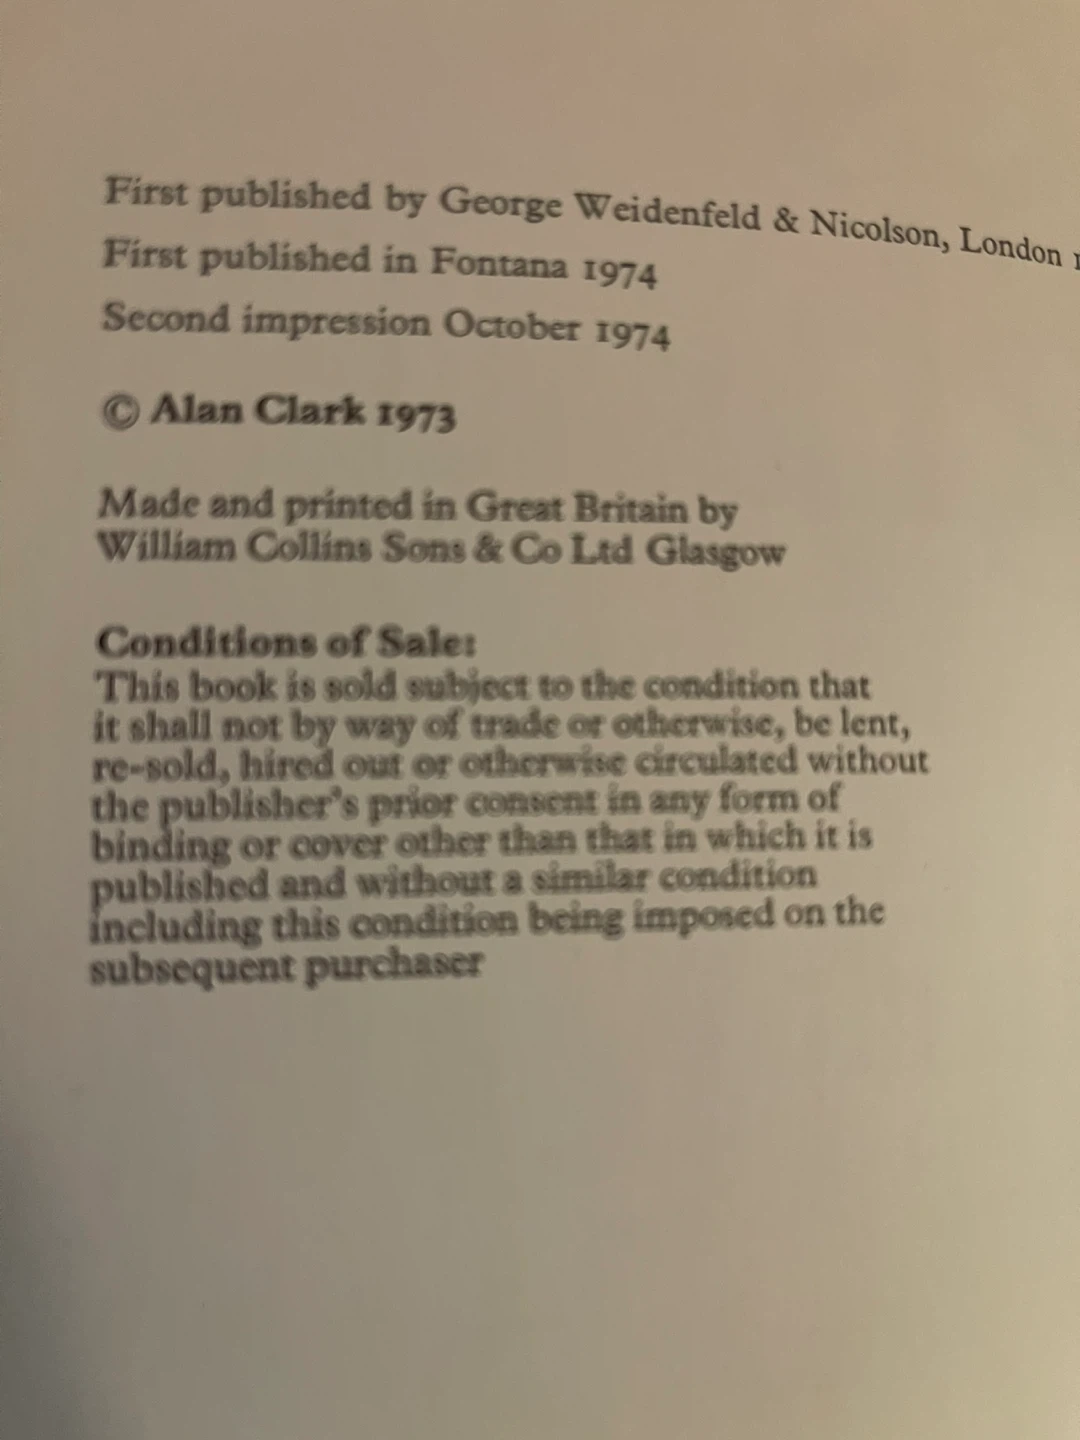 First published by George Weidenfeld & Nicolson, London
First published in Fontana 1974
Second impression October 1974
© Alan Clark 1973
Made and printed in Great Britain by
William Collins Sons & Co Ltd Glasgow
Conditions of Sale:
This book is sold subject to the condition that
it shall not by way of trade or otherwise, be lent,
re-sold, hired out or otherwise circulated without
the publisher's prior consent in any form of
binding or cover other than that in which it is
published and without a similar condition
including this condition being imposed on the
subsequent purchaser